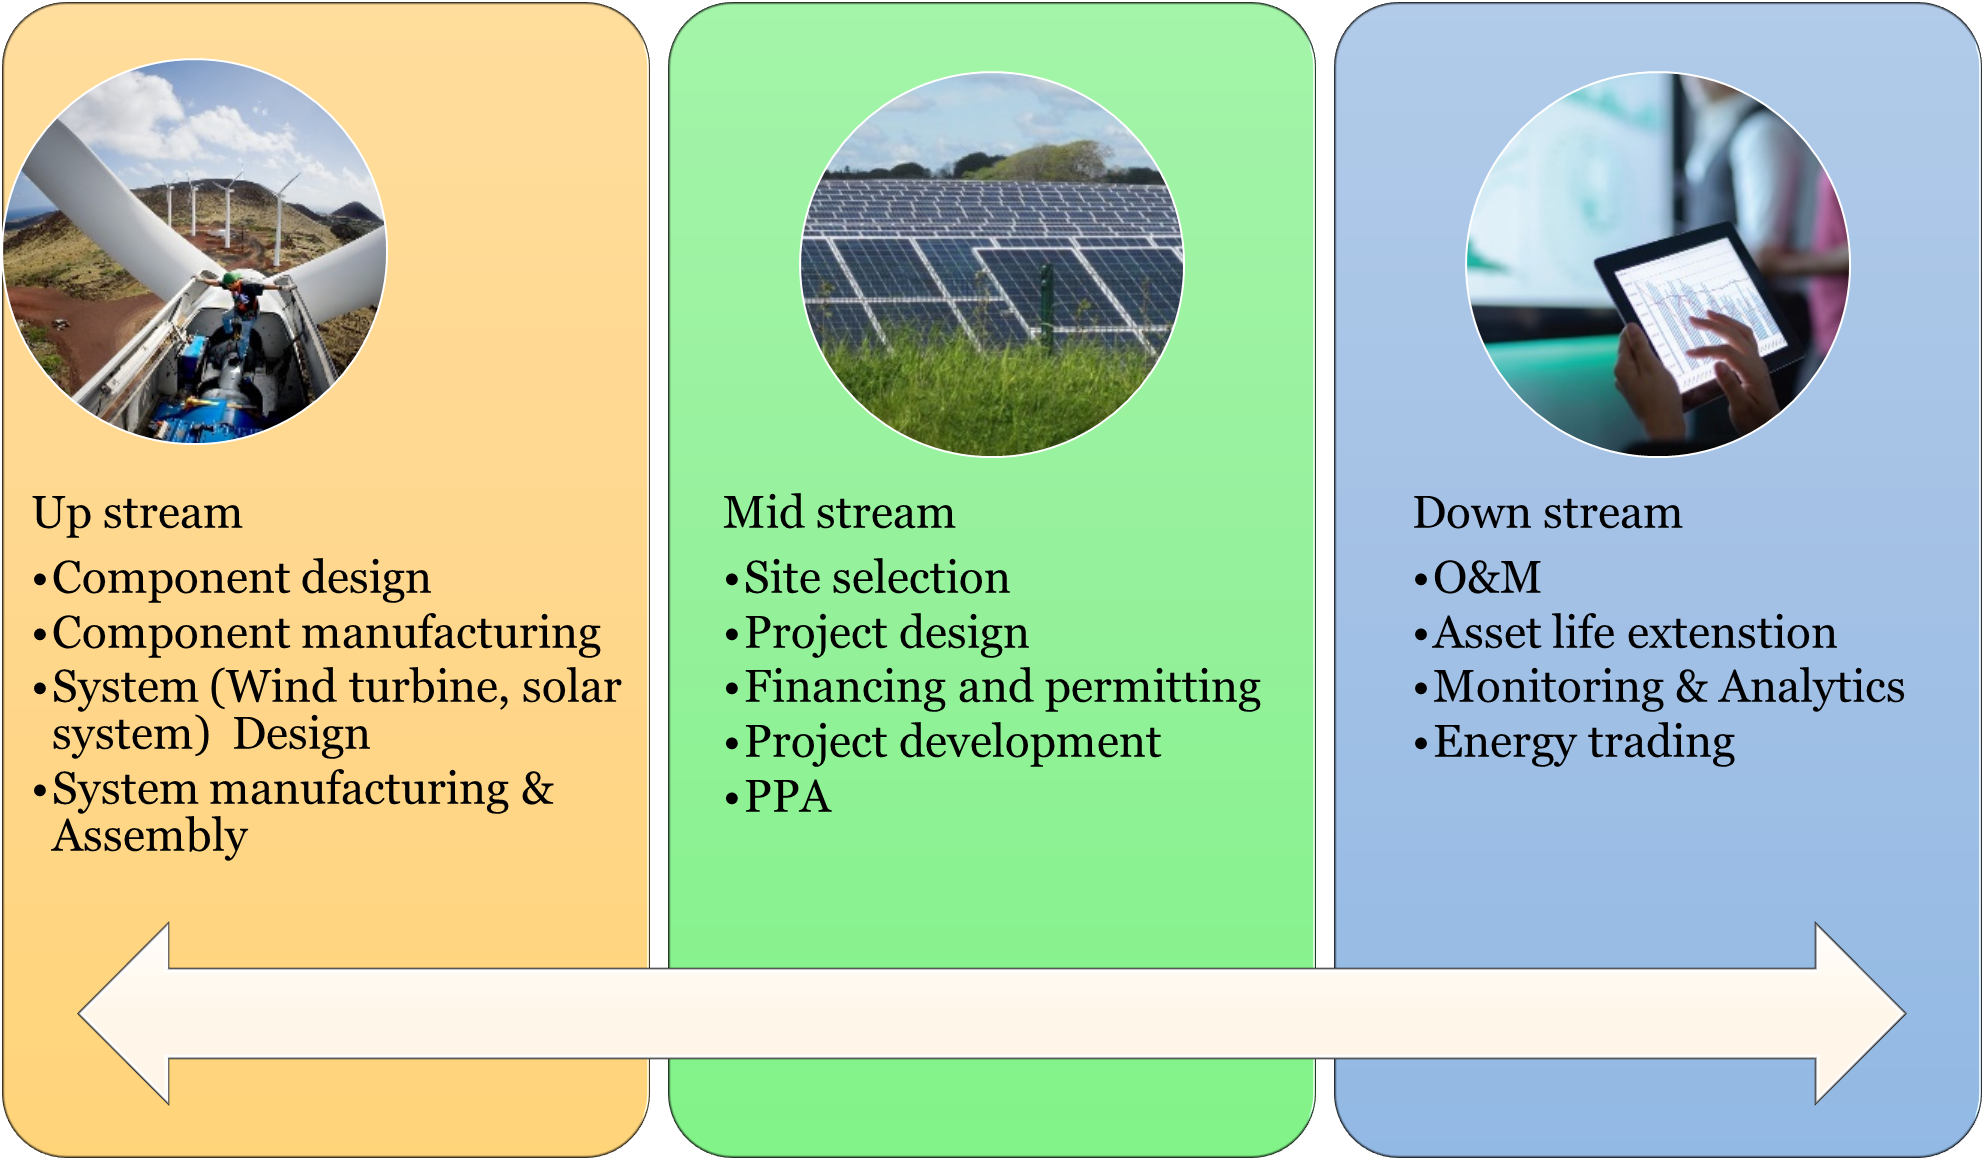 Up stream
•Component design
•Component manufacturing
•System (Wind turbine, solar
system)  Design
•System manufacturing &
Assembly
Mid stream
•Site selection
•Project design
•Financing and permitting
•Project development
•PPA
Down stream
•O&M
•Asset life extenstion
•Monitoring & Analytics
•Energy trading